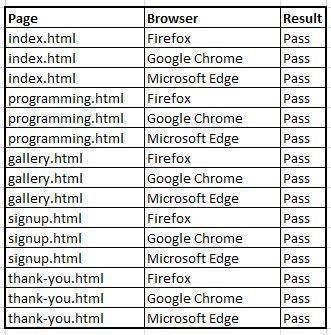 Page Browser Result
index.html Firefox Pass
index.html Google Chrome Pass
index.html Microsoft Edge Pass
programming.html Firefox Pass
programming.html Google Chrome Pass
programming.html Microsoft Edge Pass
gallery.html Firefox Pass
gallery.html Google Chrome Pass
gallery.html Microsoft Edge Pass
signup.html Firefox Pass
signup.html Google Chrome Pass
signup.html Microsoft Edge Pass
thank-you.html Firefox Pass
thank-you.html Google Chrome Pass
thank-you.html Microsoft Edge Pass